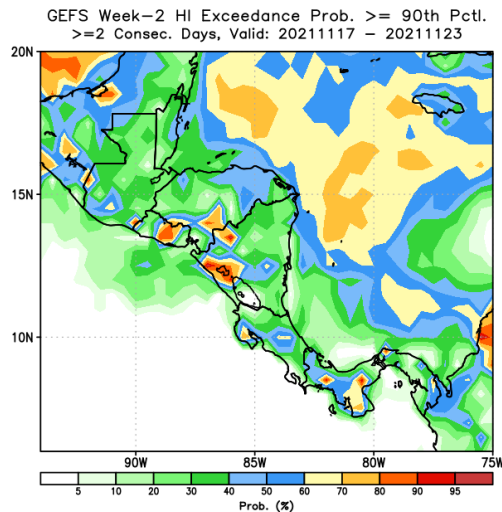 GEFS Week-2 HI Exceedance Prob. >= 90th Pctl.
>=2 Consec. Days, Valid: 20211117 - 20211123
20N
15N
10N
90W
85W
80W
75W
5 10 20 30 40 50 60 70 80 90 95
Prob. (%)